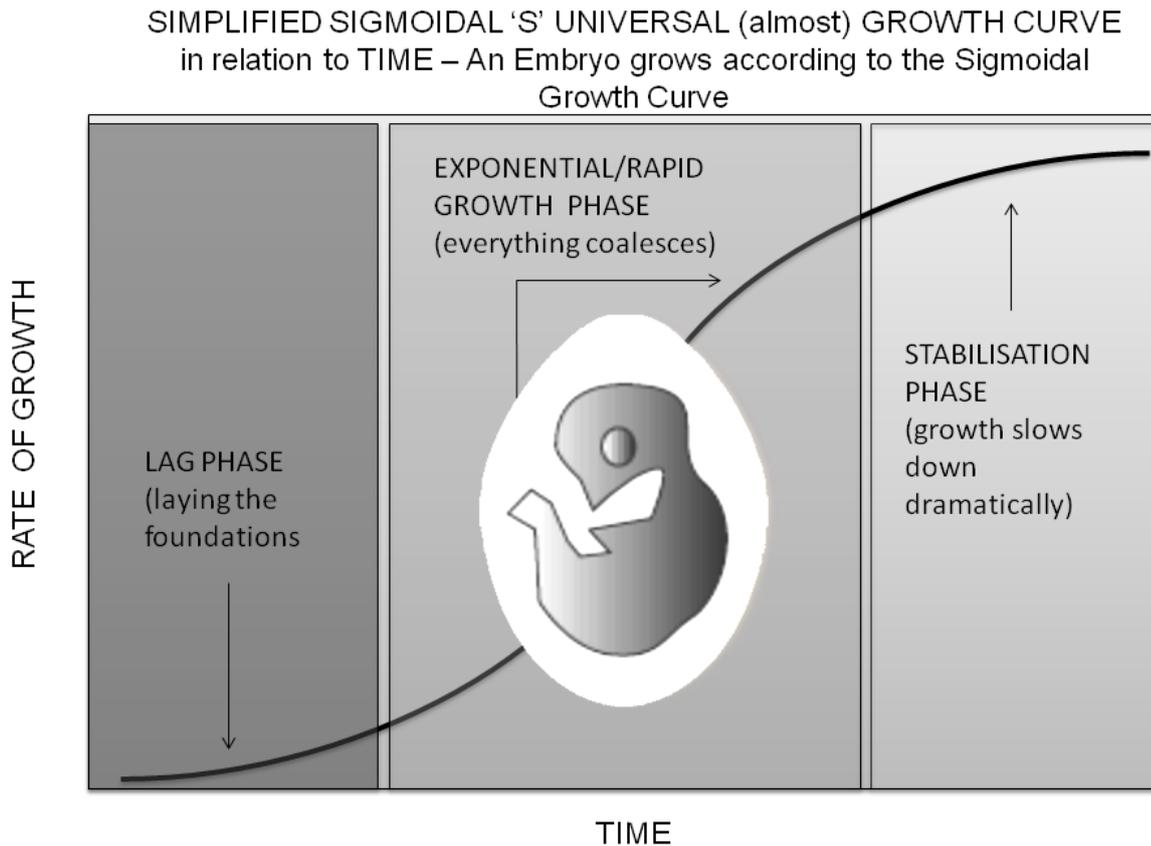 SIMPLIFIED SIGMOIDAL ‘S’ UNIVERSAL (almost) GROWTH CURVE
in relation to TIME – An Embryo grows according to the Sigmoidal
Growth Curve
EXPONENTIAL/RAPID
GROWTH PHASE
(everything coalesces)
RATE OF GROWTH
LAG PHASE
(laying the
foundations
STABILISATION
PHASE
(growth slows
down
dramatically)
TIME